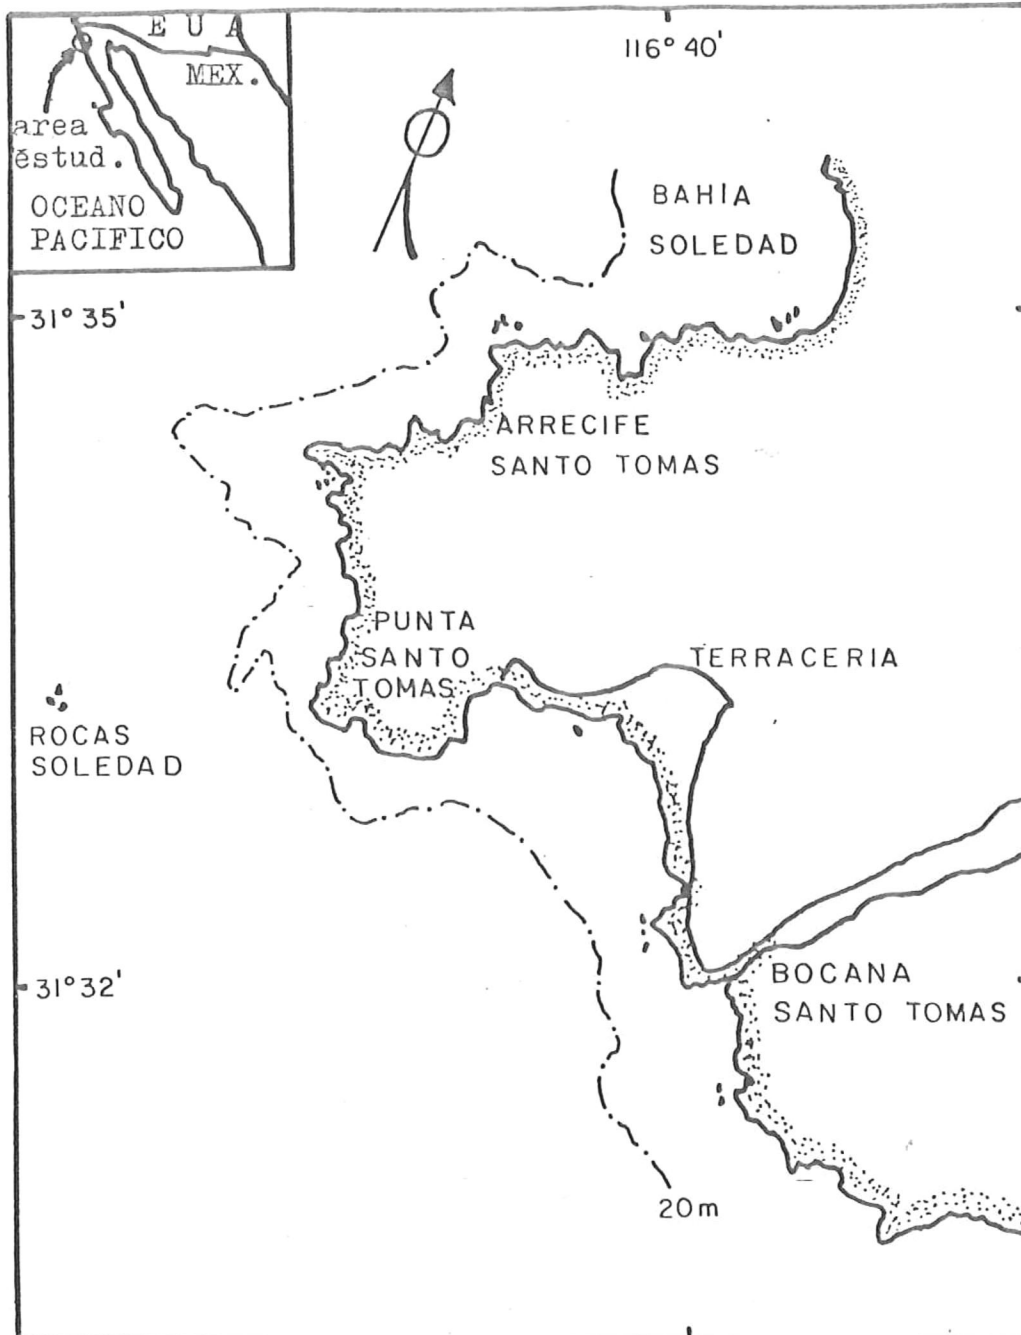 E U A
MEX.
area
estud.
OCEANO
PACIFICO
116° 40'
BAHIA
SOLEDAD
31° 35'
ARRECIFE
SANTO TOMAS
PUNTA
SANTO
TOMAS
TERRACERIA
ROCAS
SOLEDAD
31° 32'
BOCANA
SANTO TOMAS
20m